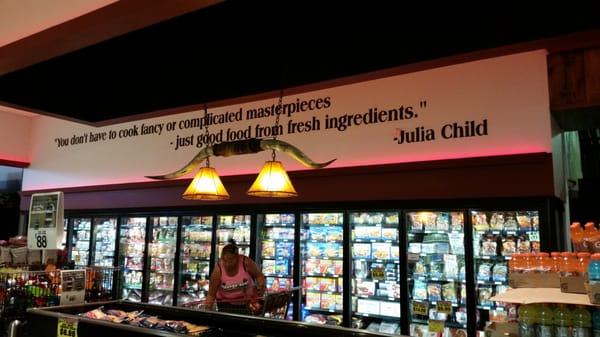 "You don't have to cook fancy or complicated masterpieces
- just good food from fresh ingredients."
-Julia Child
88